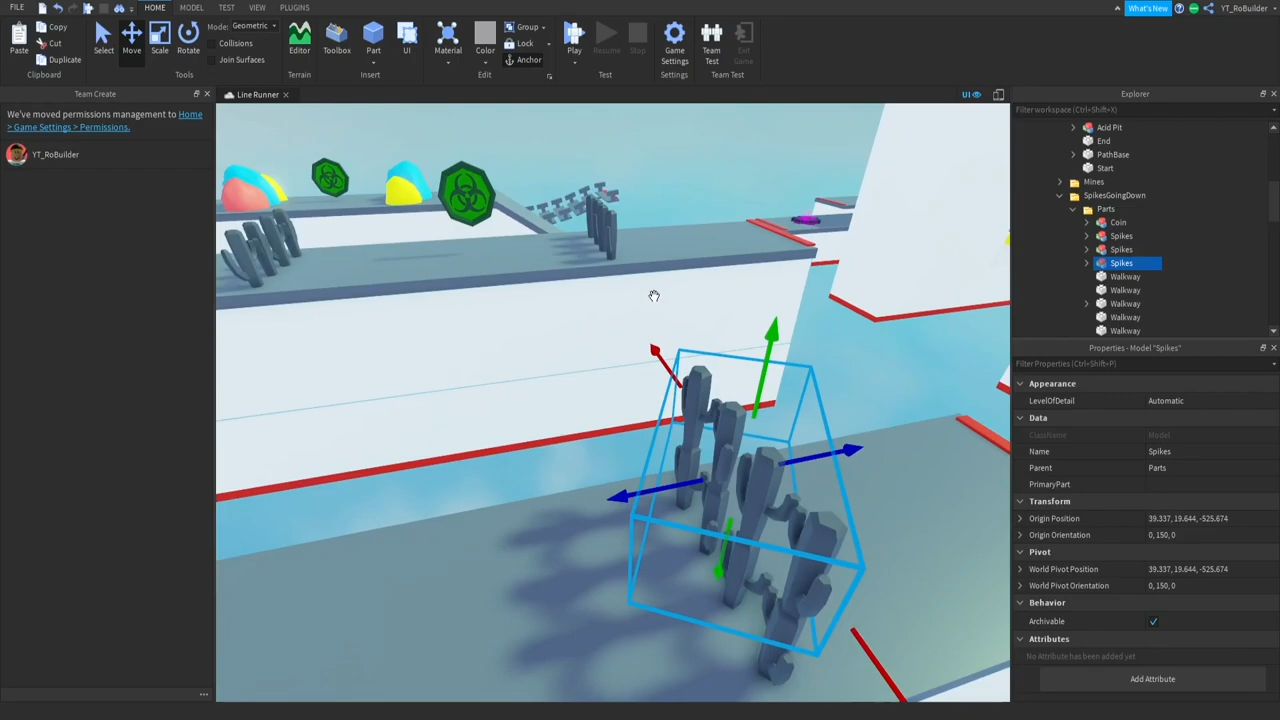 FILE
HOME
MODEL
TEST
VIEW
PLUGINS
What's New
YT_RoBuilder
Paste
Copy
Cut
Duplicate
Clipboard
Select
Move
Scale
Rotate
Mode: Geometric
Collisions
Join Surfaces
Tools
Editor
Terrain
Toolbox
Part
UI
Insert
Material
Color
Group
Lock
Anchor
Edit
Play
Resume
Stop
Test
Game
Settings
Settings
Team
Test
Exit
Game
Team Test
Team Create
We've moved permissions management to Home
> Game Settings > Permissions.
YT_RoBuilder
Line Runner
UI
Explorer
Filter workspace (Ctrl+Shift+X)
Acid Pit
End
PathBase
Start
Mines
SpikesGoingDown
Parts
Coin
Spikes
Spikes
Spikes
Walkway
Walkway
Walkway
Walkway
Walkway
Properties - Model "Spikes"
Filter Properties (Ctrl+Shift+P)
Appearance
LevelOfDetail Automatic
Data
ClassName Model
Name Spikes
Parent Parts
PrimaryPart
Transform
Origin Position 39.337, 19.644, -525.674
Origin Orientation 0, 150, 0
Pivot
World Pivot Position 39.337, 19.644, -525.674
World Pivot Orientation 0, 150, 0
Behavior
Archivable
Attributes
No Attribute has been added yet
Add Attribute